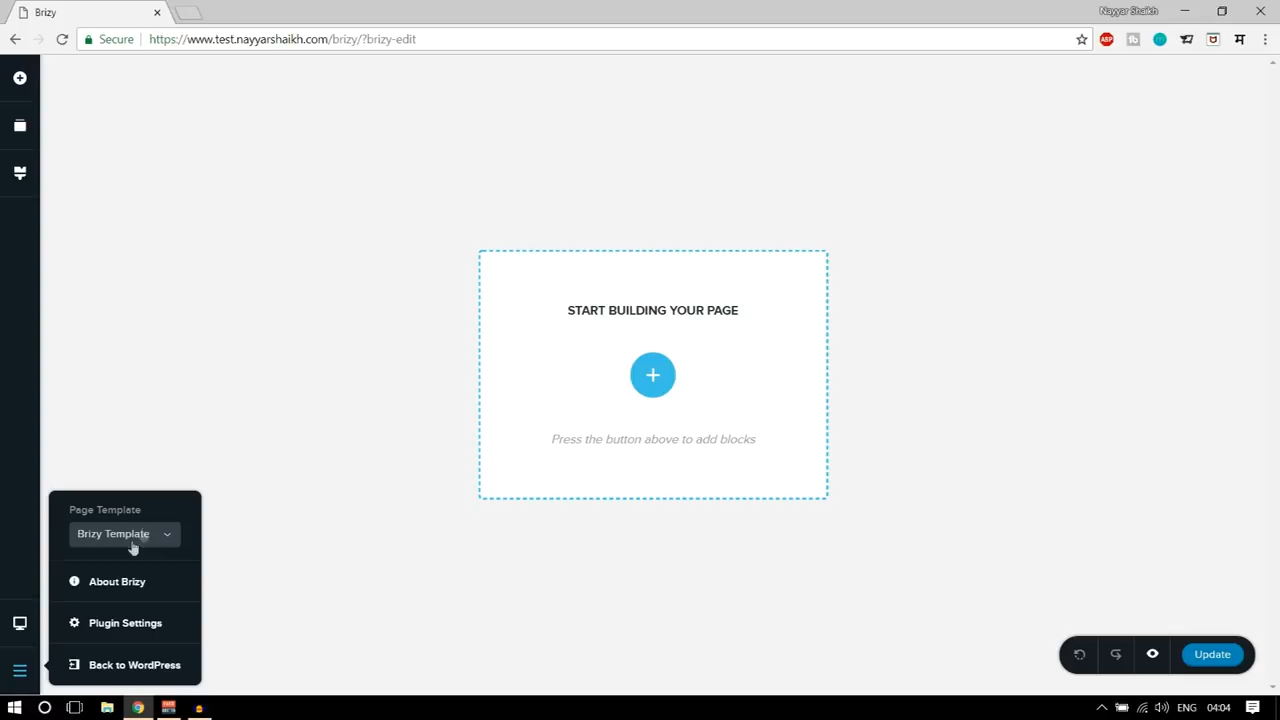 Brizy
Nayyar Shaikh
Secure
https://www.test.nayyarshaikh.com/brizy/?brizy-edit
START BUILDING YOUR PAGE
Press the button above to add blocks
Page Template
Brizy Template
About Brizy
Plugin Settings
Back to WordPress
Update
ENG
04:04